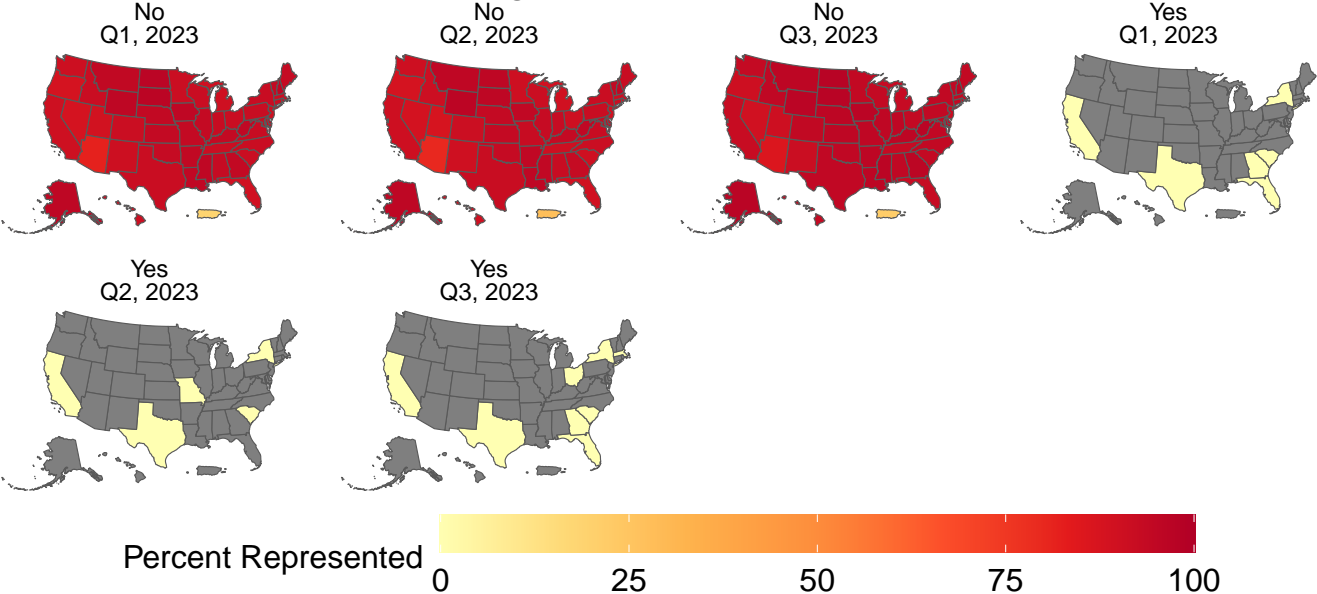 No
Q1, 2023
No
Q2, 2023
No
Q3, 2023
Yes
Q1, 2023
Yes
Q2, 2023
Yes
Q3, 2023
Percent Represented
0 25 50 75 100